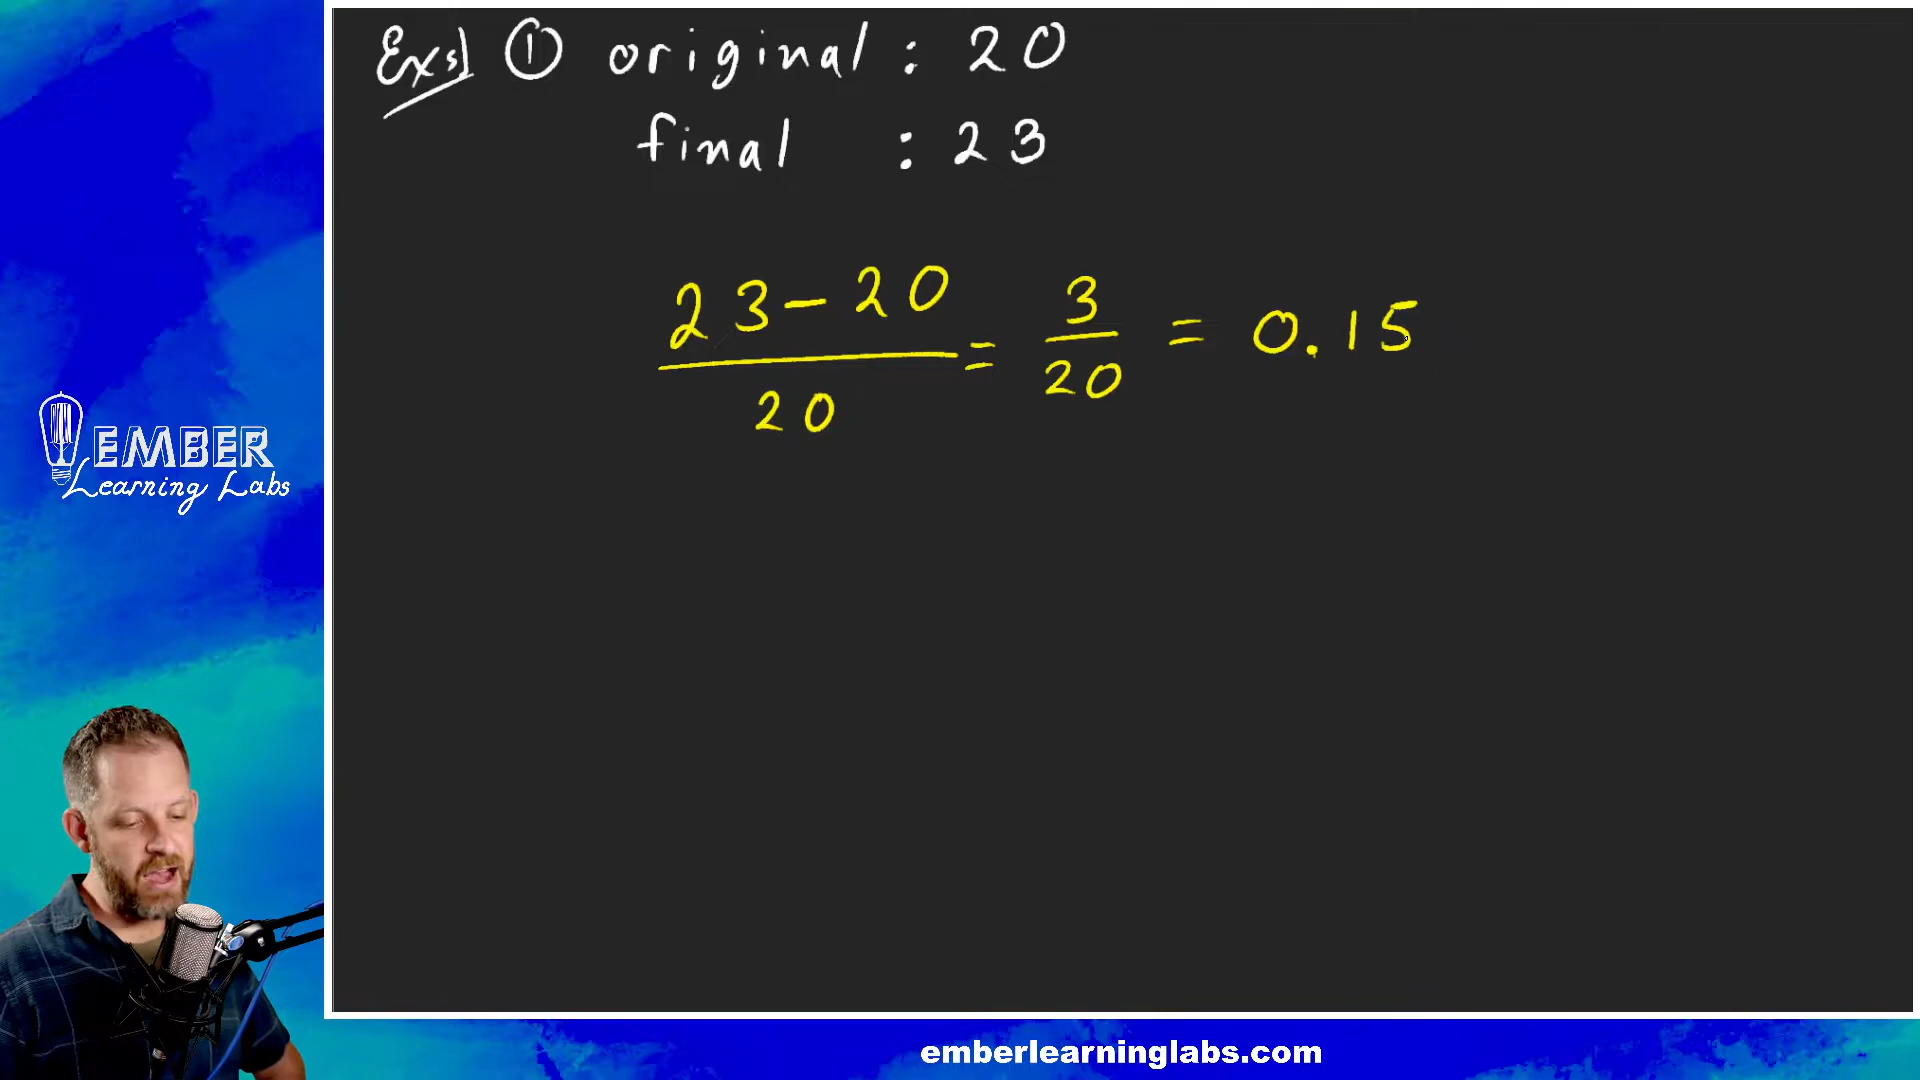 Exs) ① original : 20
final : 23
23 - 20 / 20 = 3 / 20 = 0.15
EMBER
Learning Labs
emberlearninglabs.com